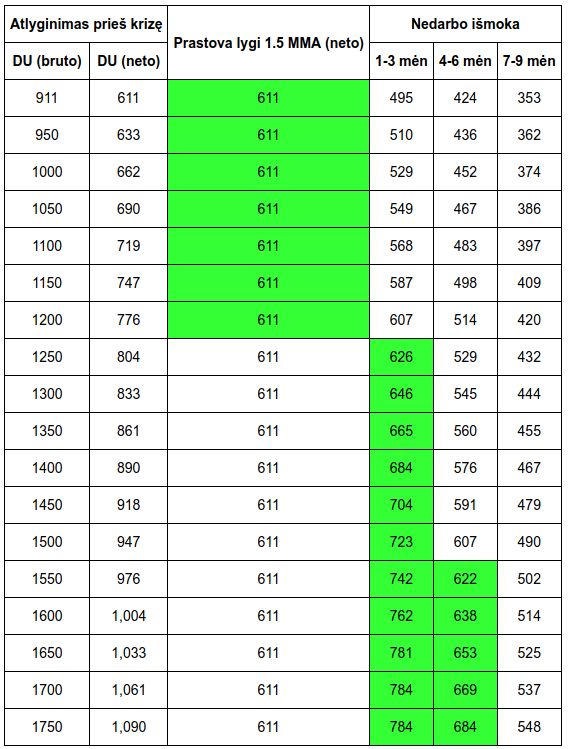 Atlyginimas prieš krizę Prastova lygi 1.5 MMA (neto) Nedarbo išmoka
DU (bruto) DU (neto) 1-3 mėn 4-6 mėn 7-9 mėn
911 611 611 495 424 353
950 633 611 510 436 362
1000 662 611 529 452 374
1050 690 611 549 467 386
1100 719 611 568 483 397
1150 747 611 587 498 409
1200 776 611 607 514 420
1250 804 611 626 529 432
1300 833 611 646 545 444
1350 861 611 665 560 455
1400 890 611 684 576 467
1450 918 611 704 591 479
1500 947 611 723 607 490
1550 976 611 742 622 502
1600 1,004 611 762 638 514
1650 1,033 611 781 653 525
1700 1,061 611 784 669 537
1750 1,090 611 784 684 548